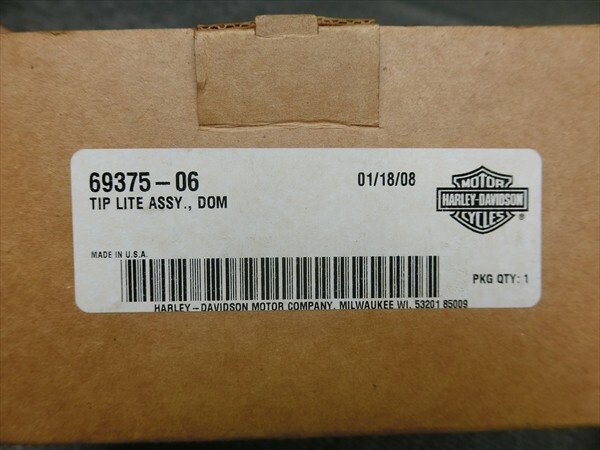 69375-06 01/18/08
TIP LITE ASSY., DOM
MOTOR
HARLEY-DAVIDSON
CYCLES
®
MADE IN U.S.A.
PKG QTY: 1
HARLEY-DAVIDSON MOTOR COMPANY. MILWAUKEE WI. 53201 85009